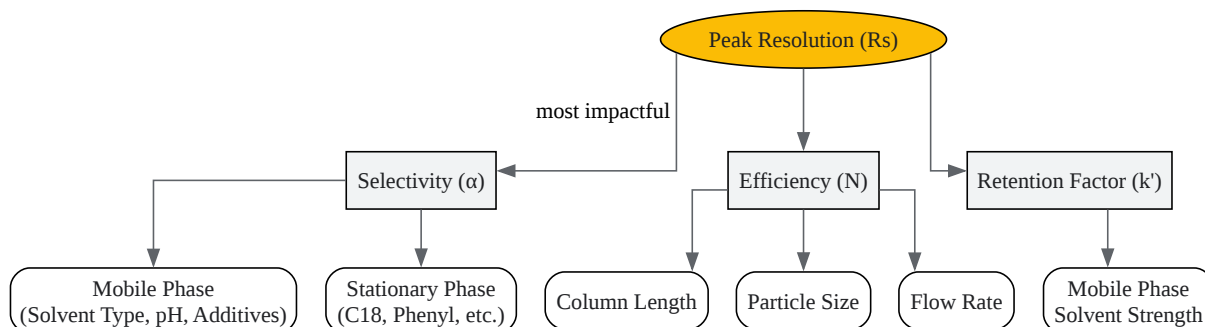 Peak Resolution (Rs)
most impactful
Selectivity (α)
Efficiency (N)
Retention Factor (k')
Mobile Phase
(Solvent Type, pH, Additives)
Stationary Phase
(C18, Phenyl, etc.)
Column Length
Particle Size
Flow Rate
Mobile Phase
Solvent Strength